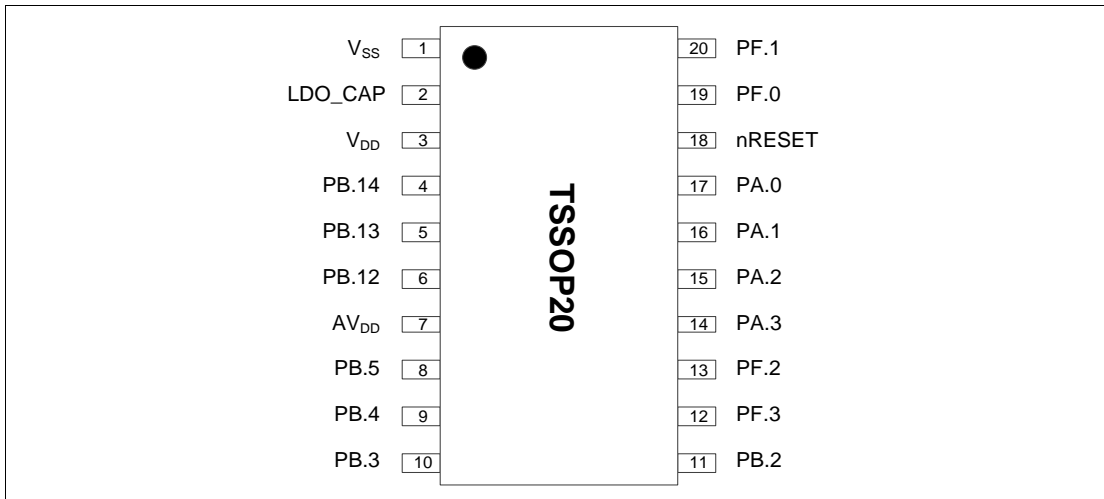 V_SS 1 20 PF.1
LDO_CAP 2 19 PF.0
V_DD 3 18 nRESET
PB.14 4 17 PA.0
PB.13 5 16 PA.1
PB.12 6 15 PA.2
AV_DD 7 14 PA.3
PB.5 8 13 PF.2
PB.4 9 12 PF.3
PB.3 10 11 PB.2
TSSOP20